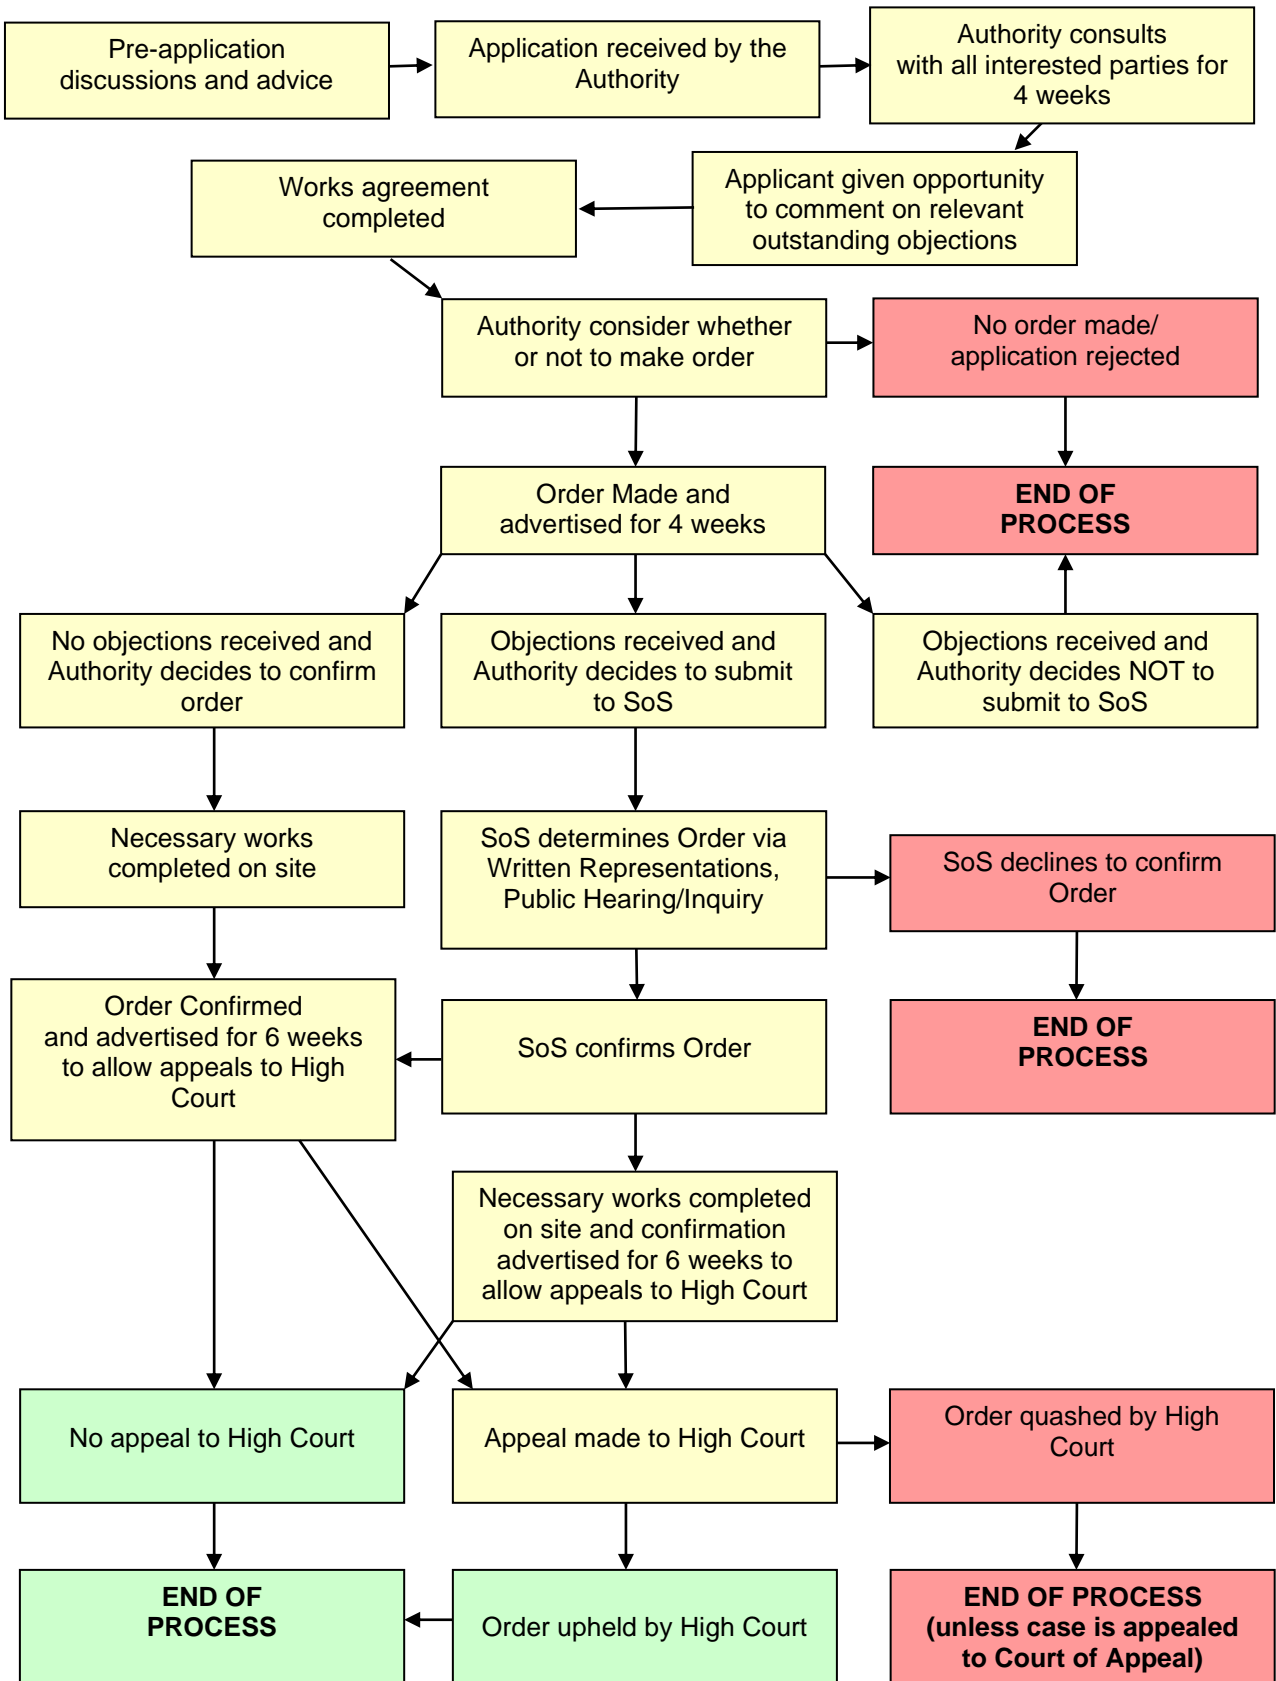 Pre-application
discussions and advice
Application received by the
Authority
Authority consults
with all interested parties for
4 weeks
Works agreement
completed
Applicant given opportunity
to comment on relevant
outstanding objections
Authority consider whether
or not to make order
No order made/
application rejected
Order Made and
advertised for 4 weeks
END OF
PROCESS
No objections received and
Authority decides to confirm
order
Objections received and
Authority decides to submit
to SoS
Objections received and
Authority decides NOT to
submit to SoS
Necessary works
completed on site
SoS determines Order via
Written Representations,
Public Hearing/Inquiry
SoS declines to confirm
Order
Order Confirmed
and advertised for 6 weeks
to allow appeals to High
Court
SoS confirms Order
END OF
PROCESS
Necessary works completed
on site and confirmation
advertised for 6 weeks to
allow appeals to High Court
No appeal to High Court
Appeal made to High Court
Order quashed by High
Court
END OF
PROCESS
Order upheld by High Court
END OF PROCESS
(unless case is appealed
to Court of Appeal)